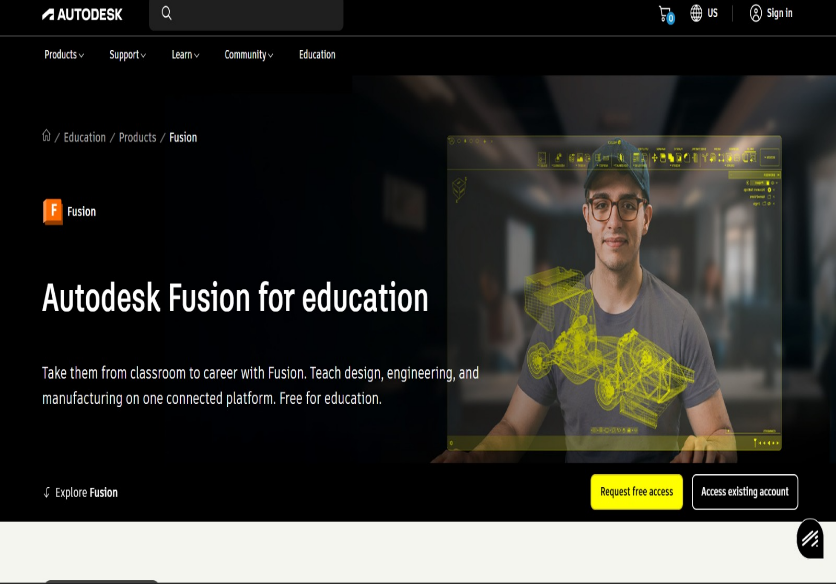 AUTODESK
0
US
Sign in
Products
Support
Learn
Community
Education
/ Education / Products / Fusion
F Fusion
Autodesk Fusion for education
Take them from classroom to career with Fusion. Teach design, engineering, and
manufacturing on one connected platform. Free for education.
Explore Fusion
Request free access
Access existing account